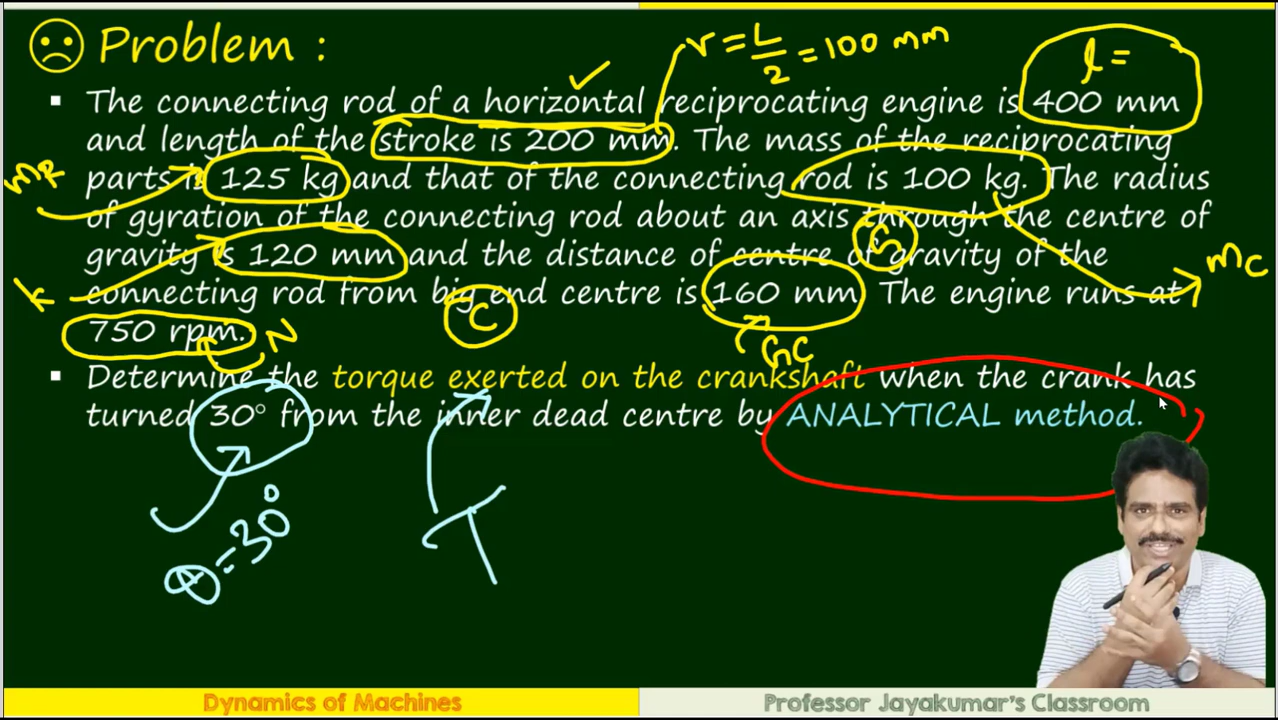 Problem :
r = L/2 = 100 mm
l =
The connecting rod of a horizontal reciprocating engine is 400 mm
and length of the stroke is 200 mm. The mass of the reciprocating
mR
parts is 125 kg and that of the connecting rod is 100 kg. The radius
of gyration of the connecting rod about an axis through the centre of
G
gravity is 120 mm and the distance of centre of gravity of the
mC
k
connecting rod from big end centre is 160 mm. The engine runs at
C
750 rpm.
N
GC
Determine the torque exerted on the crankshaft when the crank has
turned 30° from the inner dead centre by ANALYTICAL method.
θ = 30°
T
Dynamics of Machines
Professor Jayakumar's Classroom